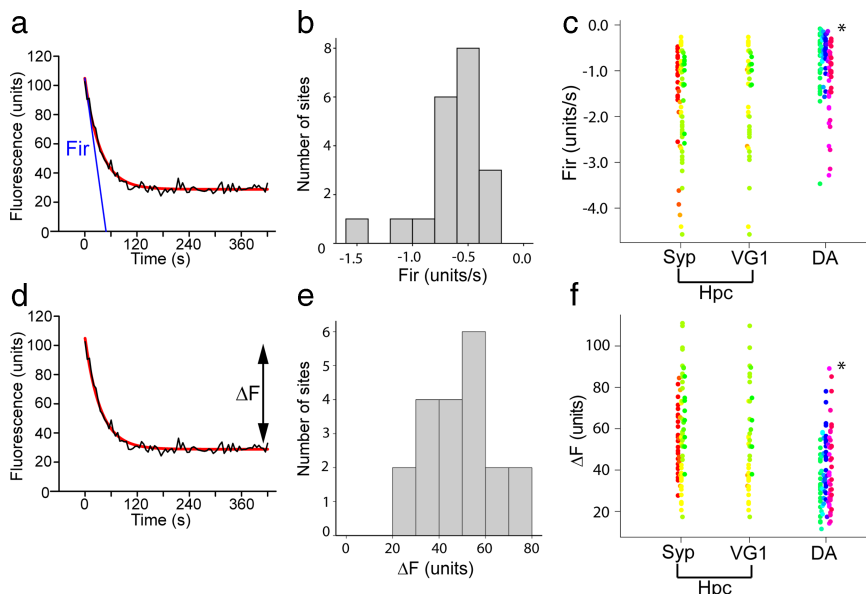 a
120
100
80
60
40
20
0
Fluorescence (units)
Fir
0
120
240
360
Time (s)
b
8
6
4
2
0
Number of sites
-1.5
-1.0
-0.5
0.0
Fir (units/s)
c
0.0
-1.0
-2.0
-3.0
-4.0
Fir (units/s)
*
Syp
VG1
DA
Hpc
d
120
100
80
60
40
20
0
Fluorescence (units)
ΔF
0
120
240
360
Time (s)
e
6
5
4
3
2
1
0
Number of sites
0
20
40
60
80
ΔF (units)
f
100
80
60
40
20
ΔF (units)
*
Syp
VG1
DA
Hpc